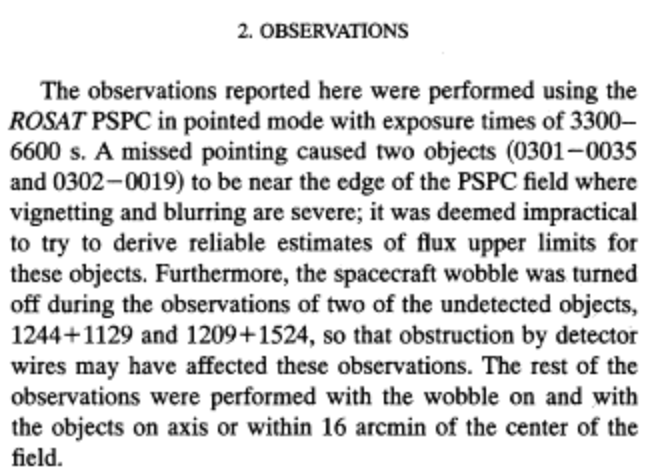 2. OBSERVATIONS
The observations reported here were performed using the
ROSAT PSPC in pointed mode with exposure times of 3300–
6600 s. A missed pointing caused two objects (0301−0035
and 0302−0019) to be near the edge of the PSPC field where
vignetting and blurring are severe; it was deemed impractical
to try to derive reliable estimates of flux upper limits for
these objects. Furthermore, the spacecraft wobble was turned
off during the observations of two of the undetected objects,
1244+1129 and 1209+1524, so that obstruction by detector
wires may have affected these observations. The rest of the
observations were performed with the wobble on and with
the objects on axis or within 16 arcmin of the center of the
field.